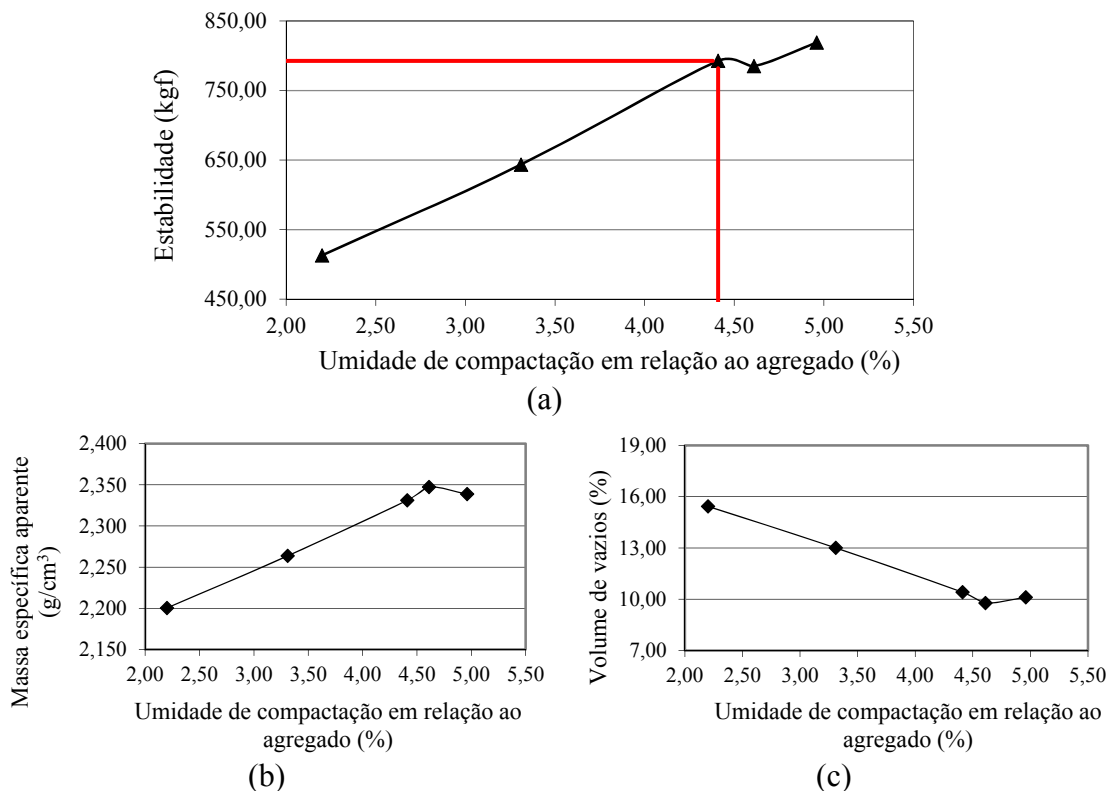 850,00
750,00
650,00
550,00
450,00
Estabilidade (kgf)
2,00 2,50 3,00 3,50 4,00 4,50 5,00 5,50
Umidade de compactação em relação ao agregado (%)
(a)
2,400
2,350
2,300
2,250
2,200
2,150
Massa específica aparente
(g/cm³)
2,00 2,50 3,00 3,50 4,00 4,50 5,00 5,50
Umidade de compactação em relação ao
agregado (%)
(b)
19,00
16,00
13,00
10,00
7,00
Volume de vazios (%)
2,00 2,50 3,00 3,50 4,00 4,50 5,00 5,50
Umidade de compactação em relação ao
agregado (%)
(c)